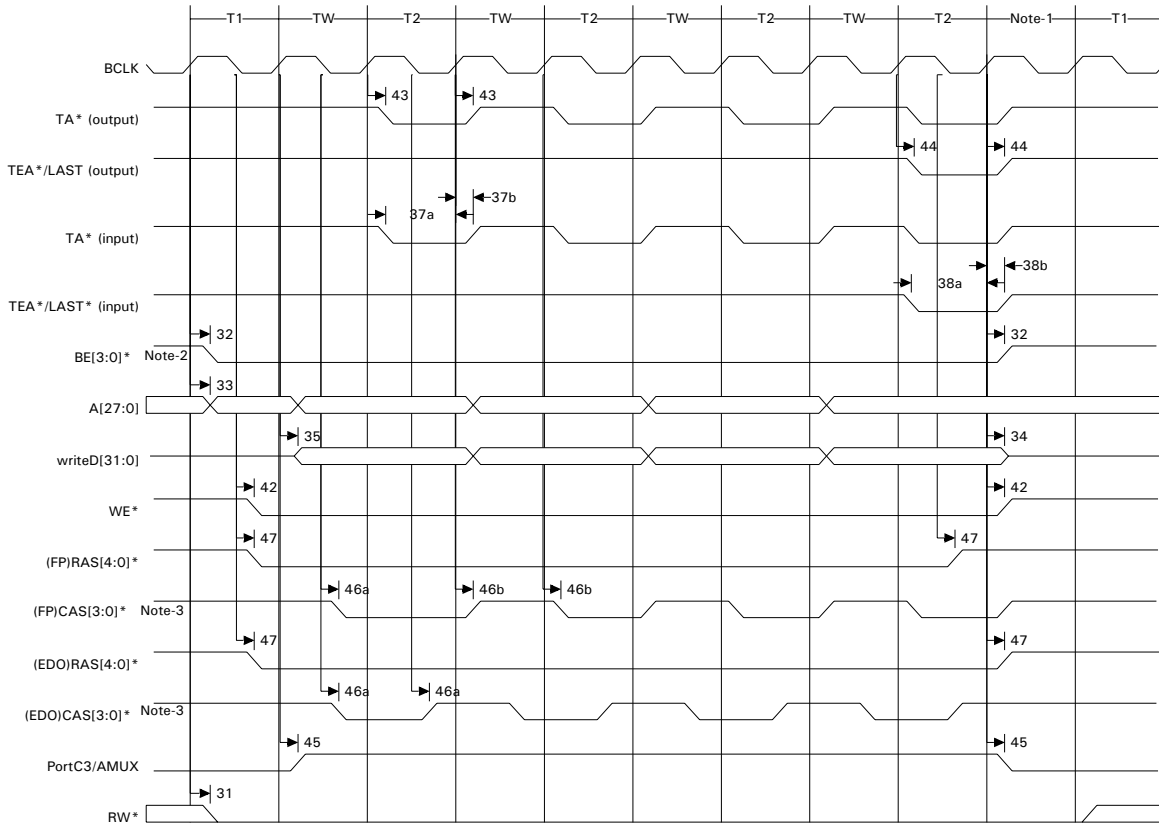 T1 TW T2 TW T2 TW T2 TW T2 Note-1 T1
BCLK
43 43
TA* (output)
44 44
TEA*/LAST (output)
37b
37a
TA* (input)
38b
38a
TEA*/LAST* (input)
32 32
BE[3:0]* Note-2
33
A[27:0]
35 34
writeD[31:0]
42 42
WE*
47 47
(FP)RAS[4:0]*
46a 46b 46b
(FP)CAS[3:0]* Note-3
47 47
(EDO)RAS[4:0]*
46a 46a
(EDO)CAS[3:0]* Note-3
45 45
PortC3/AMUX
31
RW*